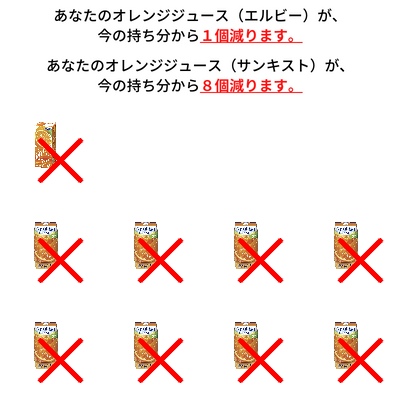 あなたのオレンジジュース（エルビー）が、
今の持ち分から１個減ります。
あなたのオレンジジュース（サンキスト）が、
今の持ち分から８個減ります。